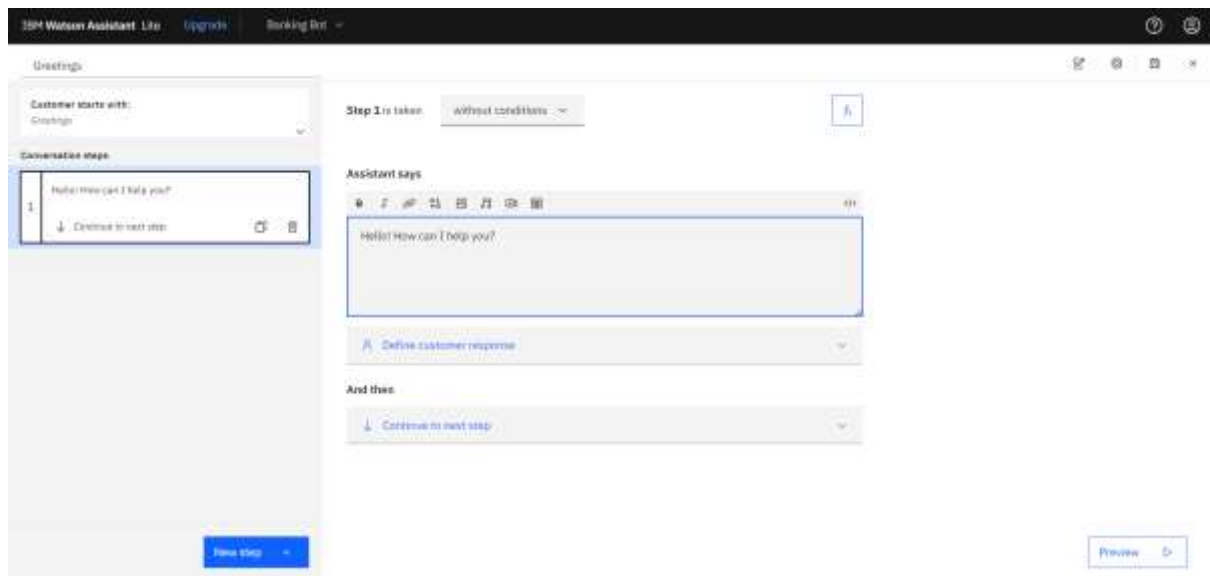 IBM Watson Assistant Lite Upgrade Banking Bot
Greetings
Customer starts with:
Greetings
Conversation steps
1
Hello! How can I help you?
Continue to next step
New step
Step 1 is taken without conditions
fx
Assistant says
B I
Hello! How can I help you?
Define customer response
And then
Continue to next step
Preview